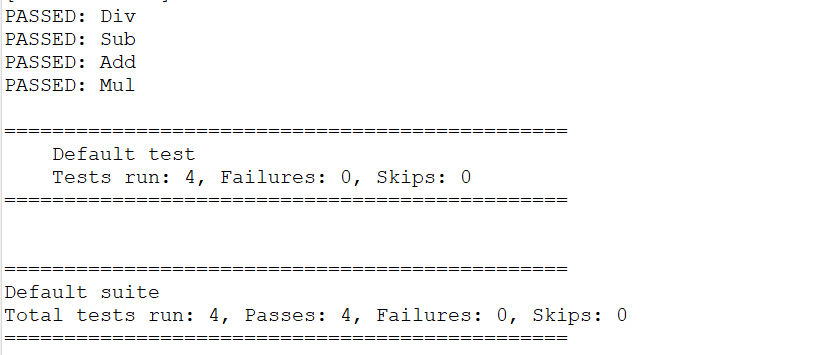 PASSED: Div
PASSED: Sub
PASSED: Add
PASSED: Mul
===============================================
    Default test
    Tests run: 4, Failures: 0, Skips: 0
===============================================
===============================================
Default suite
Total tests run: 4, Passes: 4, Failures: 0, Skips: 0
===============================================